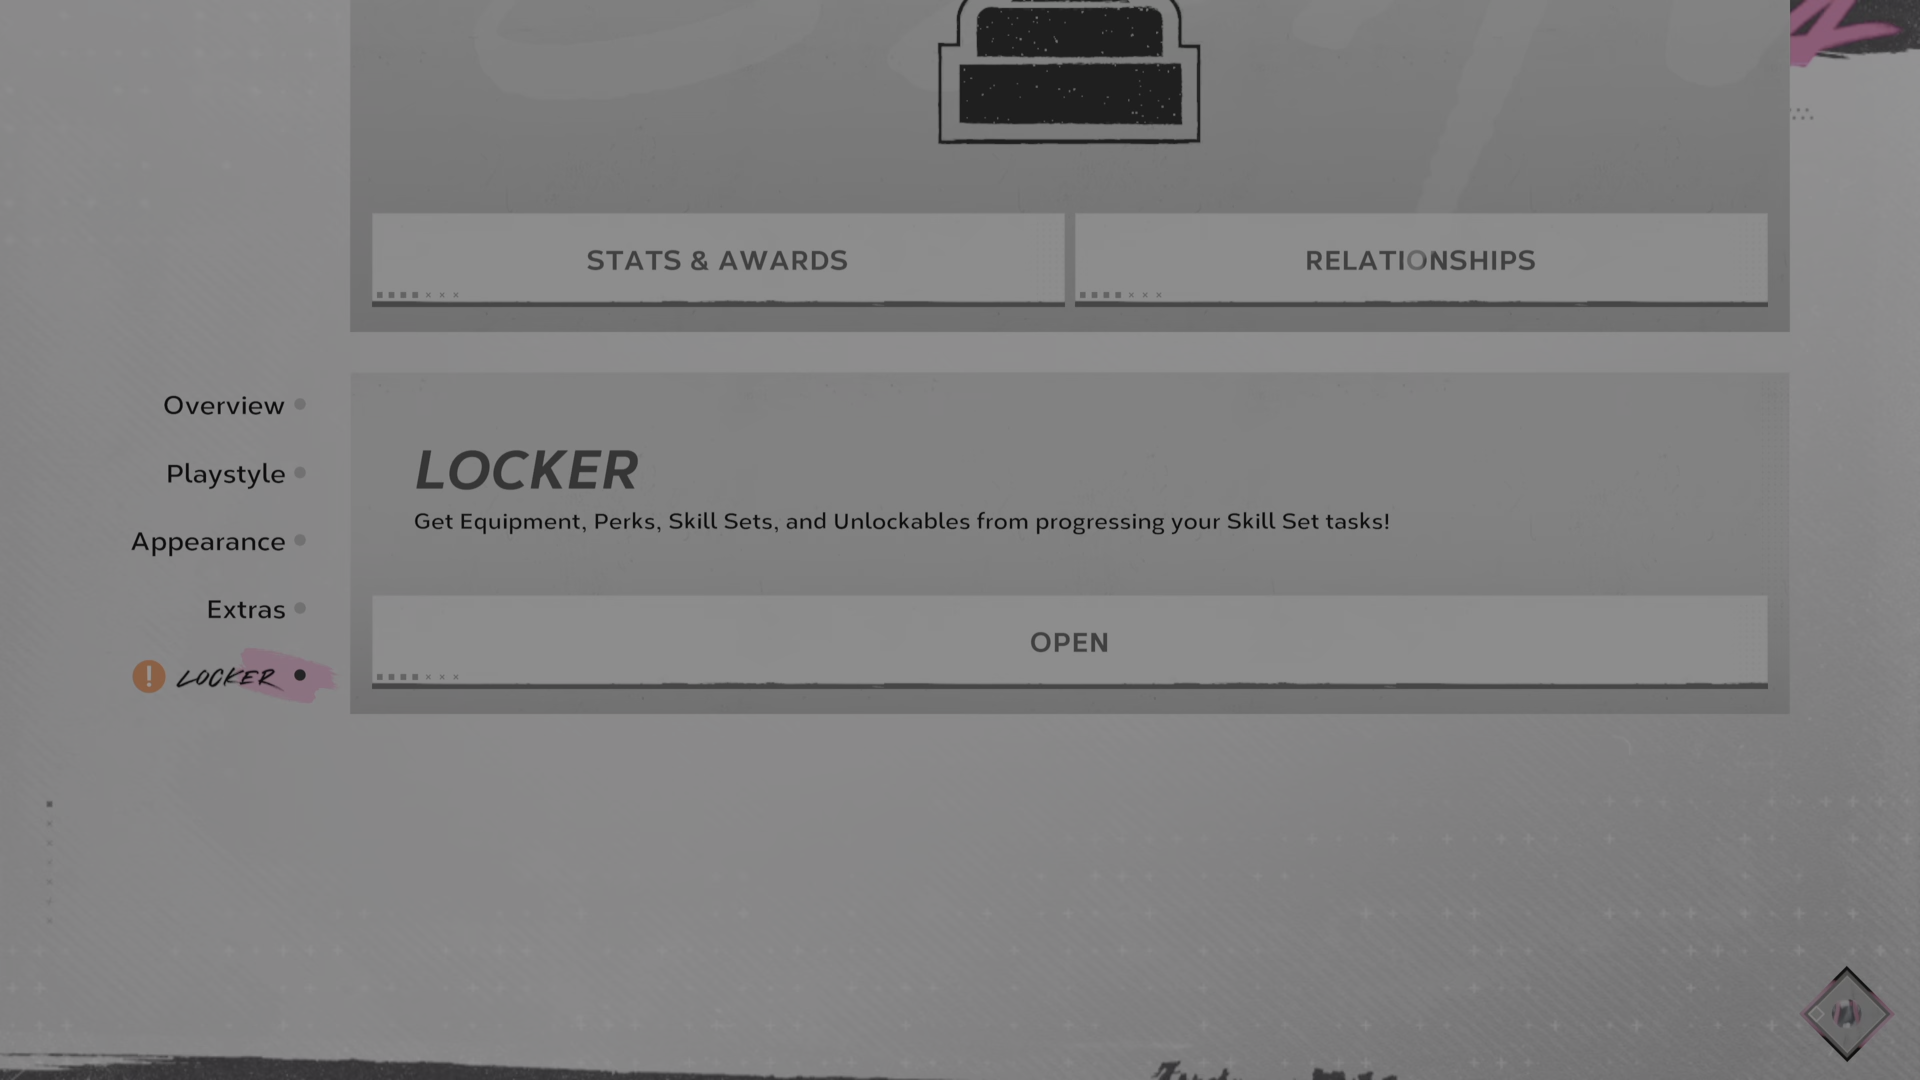 STATS & AWARDS
RELATIONSHIPS
Overview
Playstyle
Appearance
Extras
! LOCKER
LOCKER
Get Equipment, Perks, Skill Sets, and Unlockables from progressing your Skill Set tasks!
OPEN